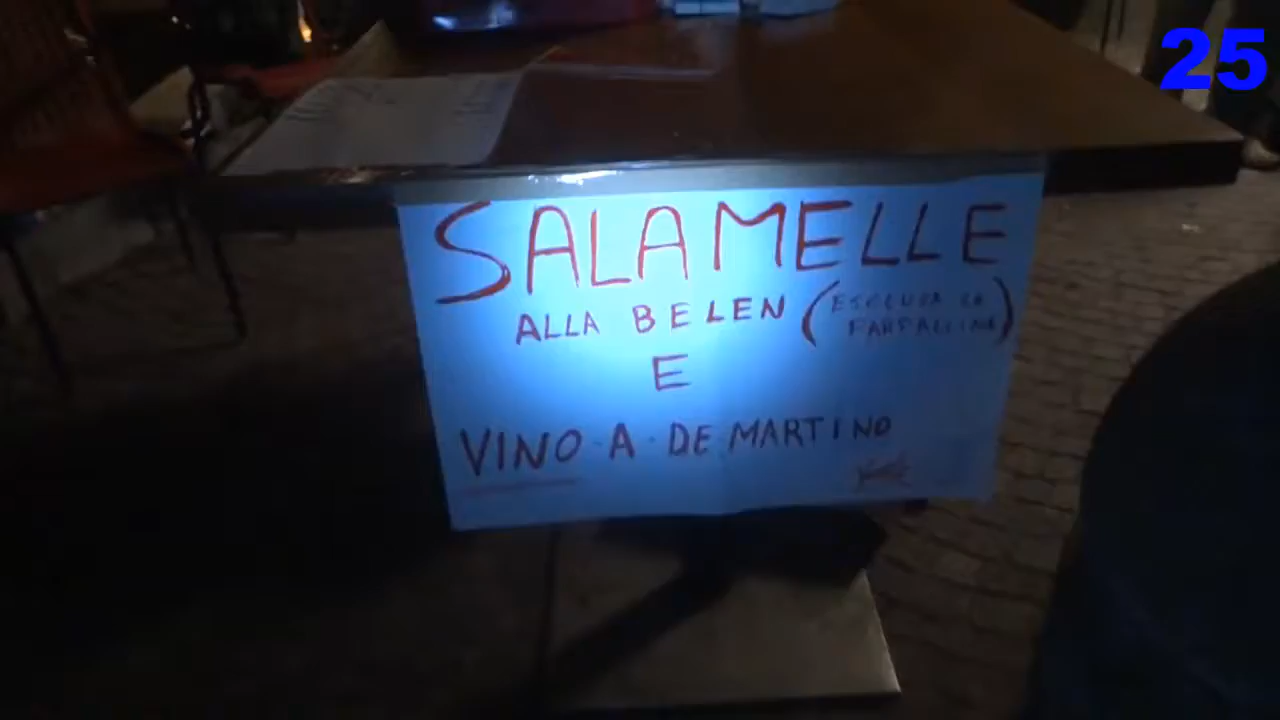 25
SALAMELLE
ALLA BELEN (ESCLUSA LA
FARFALLINA)
E
VINO A DE MARTINO